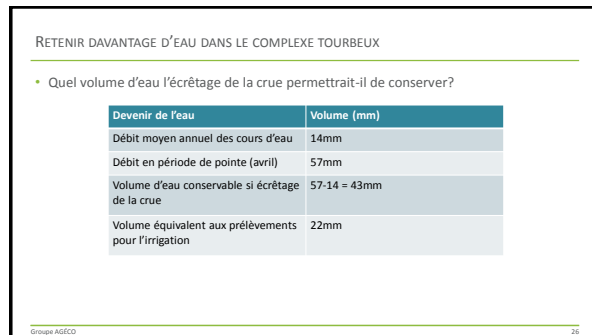 RETENIR DAVANTAGE D'EAU DANS LE COMPLEXE TOURBEUX
• Quel volume d'eau l'écrêtage de la crue permettrait-il de conserver?
Devenir de l'eau Volume (mm)
Débit moyen annuel des cours d'eau 14mm
Débit en période de pointe (avril) 57mm
Volume d'eau conservable si écrêtage 57-14 = 43mm
de la crue
Volume équivalent aux prélèvements 22mm
pour l'irrigation
Groupe AGÉCO 26